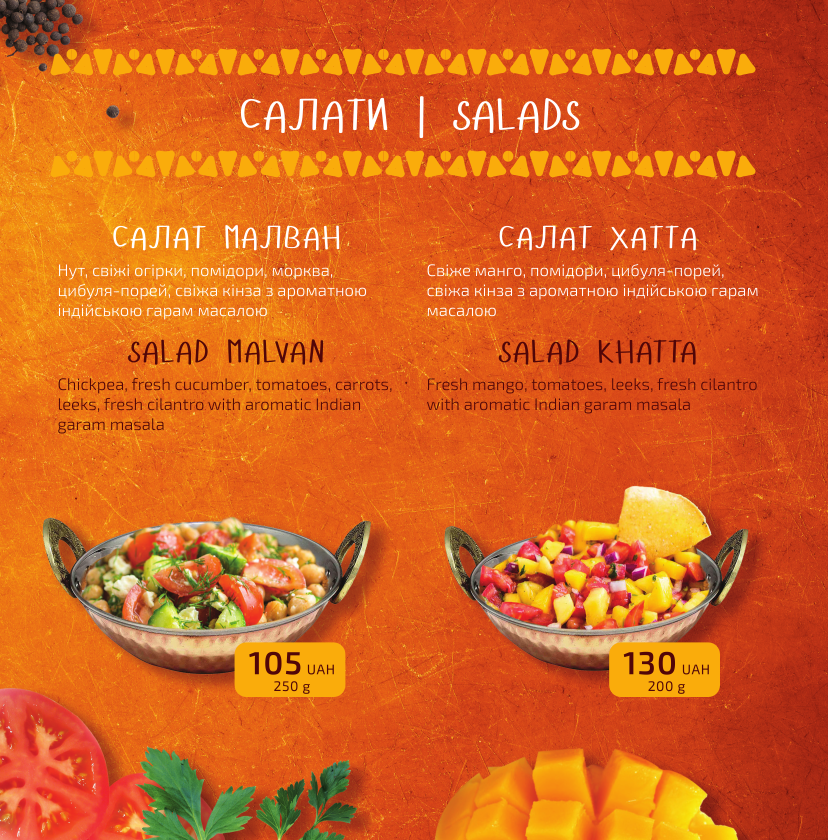 САЛАТИ | SALADS
САЛАТ МАЛВАН
Нут, свіжі огірки, помідори, морква,
цибуля-порей, свіжа кінза з ароматною
індійською гарам масалою
SALAD MALVAN
Chickpea, fresh cucumber, tomatoes, carrots,
leeks, fresh cilantro with aromatic Indian
garam masala
105 UAH
250 g
САЛАТ ХАТТА
Свіже манго, помідори, цибуля-порей,
свіжа кінза з ароматною індійською гарам
масалою
SALAD KHATTA
Fresh mango, tomatoes, leeks, fresh cilantro
with aromatic Indian garam masala
130 UAH
200 g